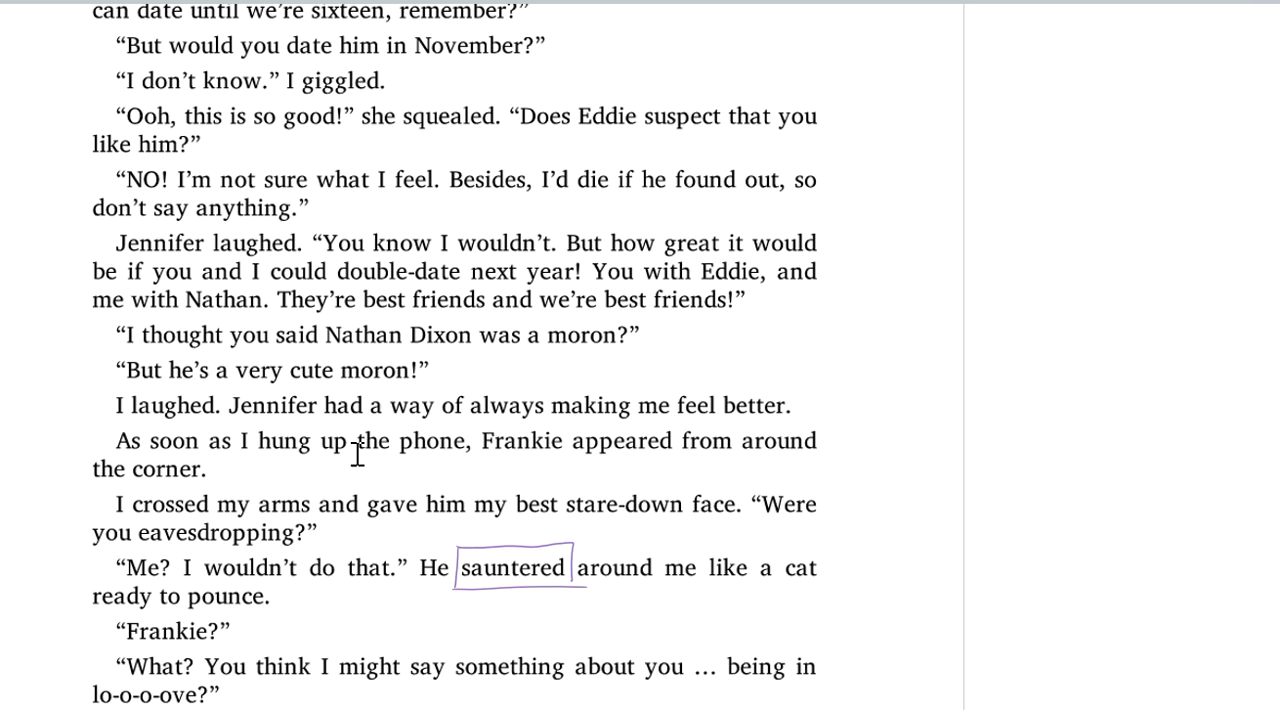 can date until we’re sixteen, remember?”
“But would you date him in November?”
“I don’t know.” I giggled.
“Ooh, this is so good!” she squealed. “Does Eddie suspect that you
like him?”
“NO! I’m not sure what I feel. Besides, I’d die if he found out, so
don’t say anything.”
Jennifer laughed. “You know I wouldn’t. But how great it would
be if you and I could double-date next year! You with Eddie, and
me with Nathan. They’re best friends and we’re best friends!”
“I thought you said Nathan Dixon was a moron?”
“But he’s a very cute moron!”
I laughed. Jennifer had a way of always making me feel better.
As soon as I hung up the phone, Frankie appeared from around
the corner.
I crossed my arms and gave him my best stare-down face. “Were
you eavesdropping?”
“Me? I wouldn’t do that.” He sauntered around me like a cat
ready to pounce.
“Frankie?”
“What? You think I might say something about you … being in
lo-o-o-ove?”